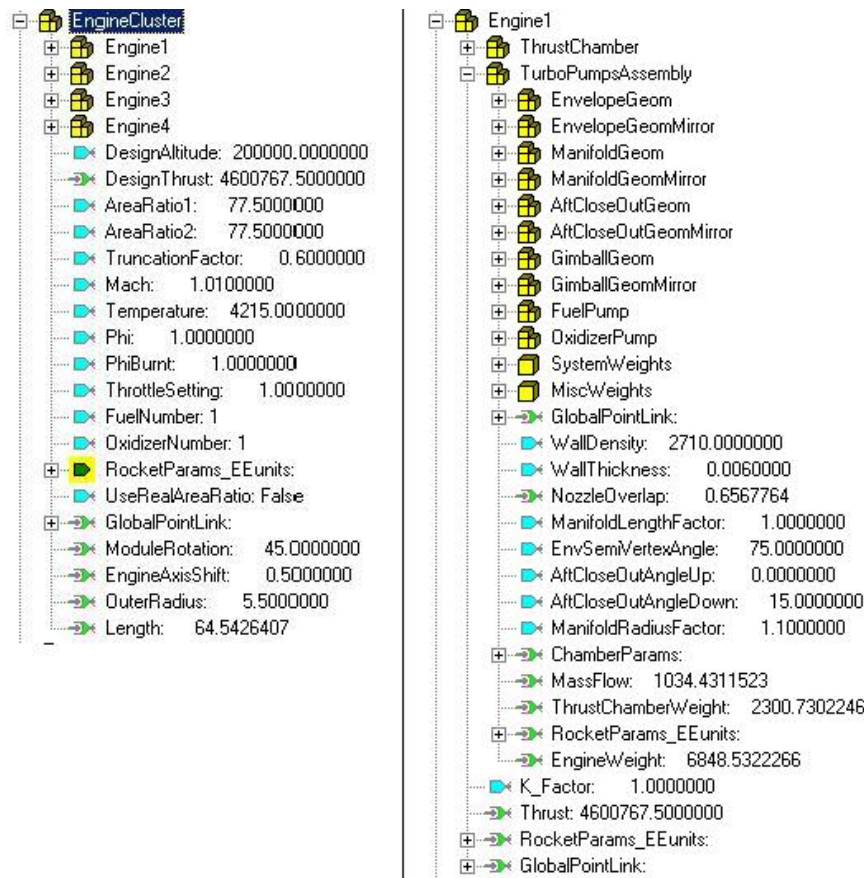 EngineCluster
Engine1
Engine2
Engine3
Engine4
DesignAltitude: 200000.0000000
DesignThrust: 4600767.5000000
AreaRatio1: 77.5000000
AreaRatio2: 77.5000000
TruncationFactor: 0.6000000
Mach: 1.0100000
Temperature: 4215.0000000
Phi: 1.0000000
PhiBurnt: 1.0000000
ThrottleSetting: 1.0000000
FuelNumber: 1
OxidizerNumber: 1
RocketParams_EEunits:
UseRealAreaRatio: False
GlobalPointLink:
ModuleRotation: 45.0000000
EngineAxisShift: 0.5000000
OuterRadius: 5.5000000
Length: 64.5426407
Engine1
ThrustChamber
TurboPumpsAssembly
EnvelopeGeom
EnvelopeGeomMirror
ManifoldGeom
ManifoldGeomMirror
AftCloseOutGeom
AftCloseOutGeomMirror
GimballGeom
GimballGeomMirror
FuelPump
OxidizerPump
SystemWeights
MiscWeights
GlobalPointLink:
WallDensity: 2710.0000000
WallThickness: 0.0060000
NozzleOverlap: 0.6567764
ManifoldLengthFactor: 1.0000000
EnvSemiVertexAngle: 75.0000000
AftCloseOutAngleUp: 0.0000000
AftCloseOutAngleDown: 15.0000000
ManifoldRadiusFactor: 1.1000000
ChamberParams:
MassFlow: 1034.4311523
ThrustChamberWeight: 2300.7302246
RocketParams_EEunits:
EngineWeight: 6848.5322266
K_Factor: 1.0000000
Thrust: 4600767.5000000
RocketParams_EEunits:
GlobalPointLink: